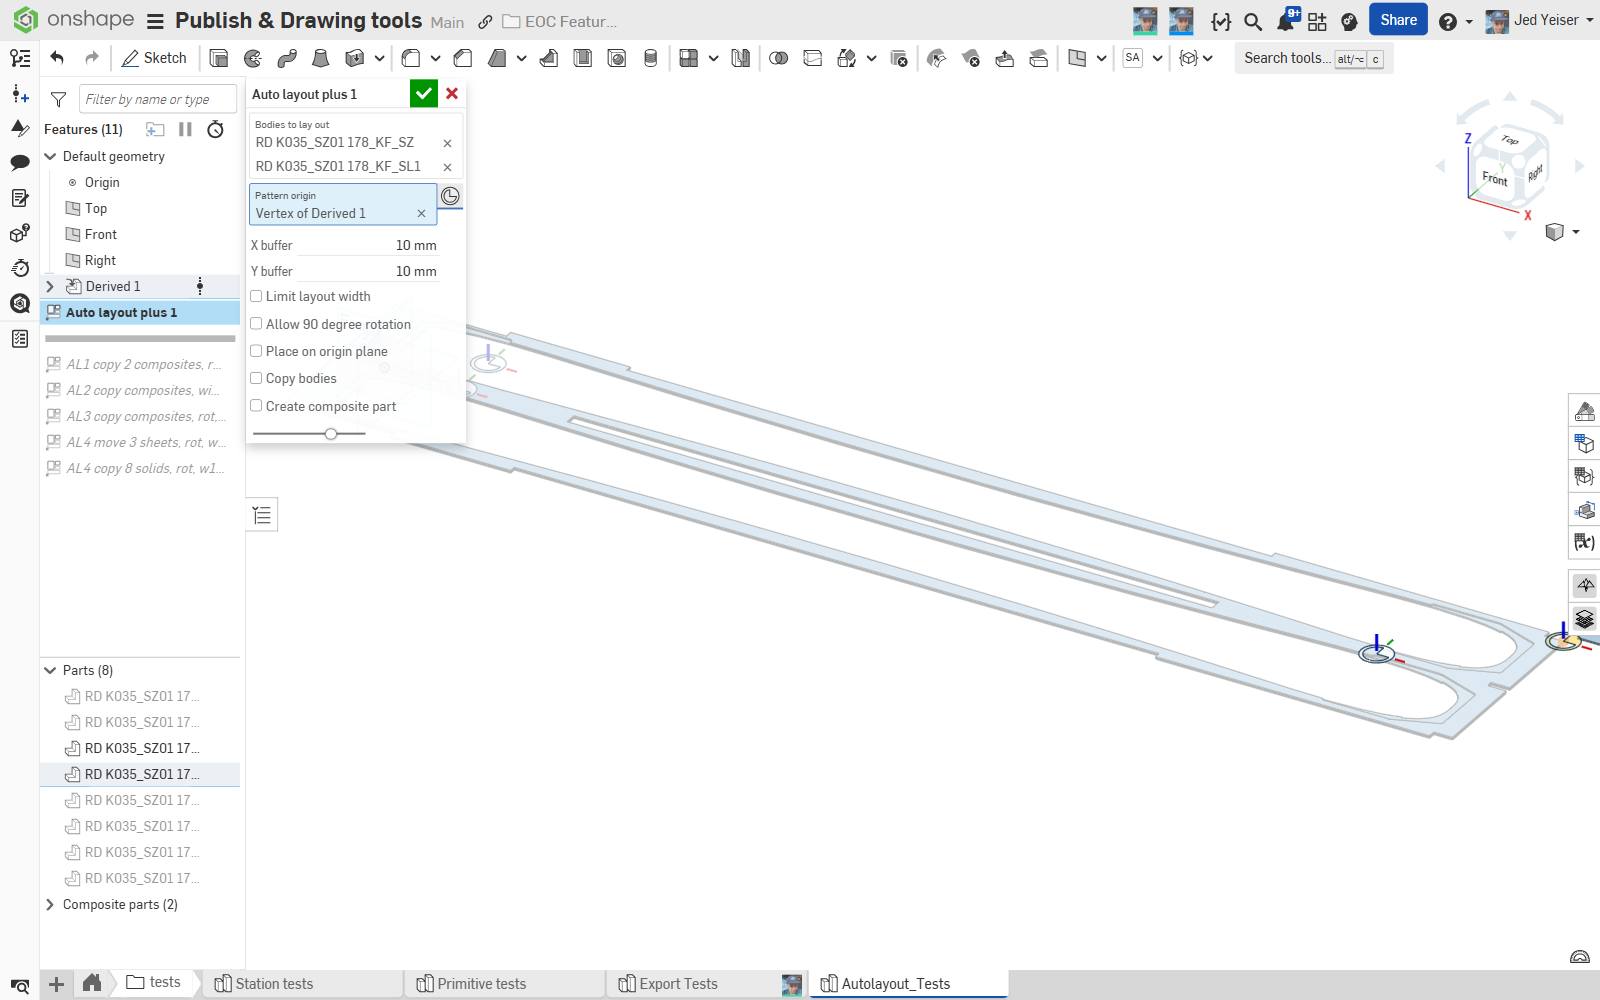 onshape
Publish & Drawing tools
Main
EOC Featur...
9+
Share
Jed Yeiser
Sketch
SA
Search tools...
alt/⌥
c
Filter by name or type
Features (11)
Default geometry
Origin
Top
Front
Right
Derived 1
Auto layout plus 1
AL1 copy 2 composites, r...
AL2 copy composites, wi...
AL3 copy composites, rot,...
AL4 move 3 sheets, rot, w...
AL4 copy 8 solids, rot, w1...
Parts (8)
RD K035_SZ01 17...
RD K035_SZ01 17...
RD K035_SZ01 17...
RD K035_SZ01 17...
RD K035_SZ01 17...
RD K035_SZ01 17...
RD K035_SZ01 17...
RD K035_SZ01 17...
Composite parts (2)
Auto layout plus 1
Bodies to lay out
RD K035_SZ01 178_KF_SZ
RD K035_SZ01 178_KF_SL1
Pattern origin
Vertex of Derived 1
X buffer 10 mm
Y buffer 10 mm
Limit layout width
Allow 90 degree rotation
Place on origin plane
Copy bodies
Create composite part
Z
Top
Y
Front
Right
X
tests
Station tests
Primitive tests
Export Tests
Autolayout_Tests